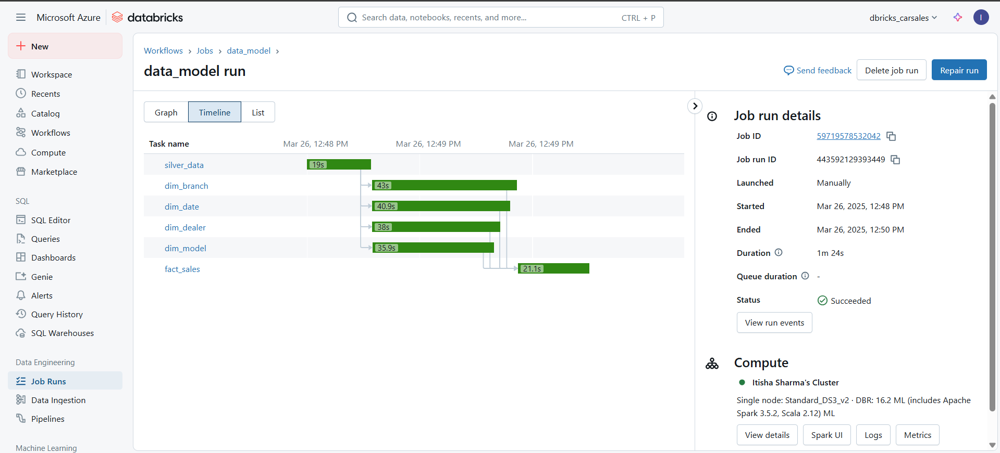 Microsoft Azure
databricks
Search data, notebooks, recents, and more...
CTRL + P
dbricks_carsales
I
New
Workspace
Recents
Catalog
Workflows
Compute
Marketplace
SQL
SQL Editor
Queries
Dashboards
Genie
Alerts
Query History
SQL Warehouses
Data Engineering
Job Runs
Data Ingestion
Pipelines
Machine Learning
Workflows › Jobs › data_model ›
data_model run
Send feedback
Delete job run
Repair run
Graph
Timeline
List
Task name
Mar 26, 12:48 PM
Mar 26, 12:49 PM
Mar 26, 12:49 PM
silver_data
19s
dim_branch
43s
dim_date
40.9s
dim_dealer
38s
dim_model
35.9s
fact_sales
21.1s
Job run details
Job ID
59719578532042
Job run ID
443592129393449
Launched
Manually
Started
Mar 26, 2025, 12:48 PM
Ended
Mar 26, 2025, 12:50 PM
Duration
1m 24s
Queue duration
-
Status
Succeeded
View run events
Compute
Itisha Sharma's Cluster
Single node: Standard_DS3_v2 · DBR: 16.2 ML (includes Apache
Spark 3.5.2, Scala 2.12) ML
View details
Spark UI
Logs
Metrics